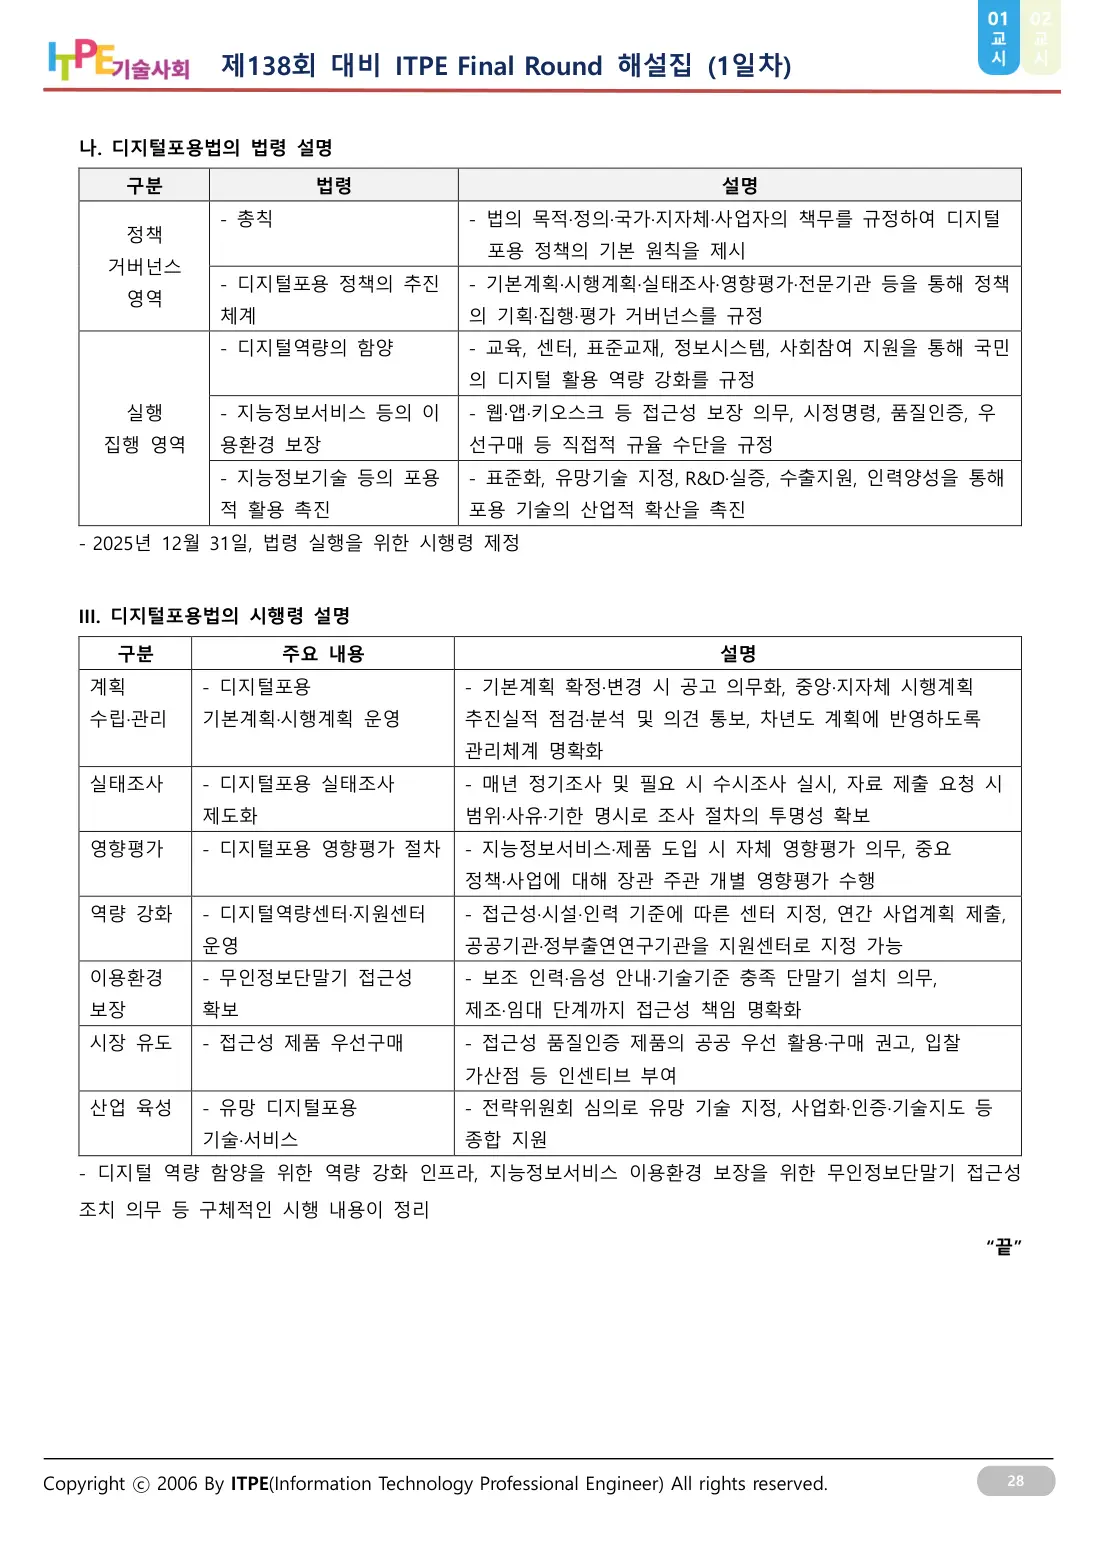 ITPE기술사회 제138회 대비 ITPE Final Round 해설집 (1일차)
01 교시
02 교시
나. 디지털포용법의 법령 설명
구분 법령 설명
정책 거버넌스 영역
- 총칙
- 법의 목적·정의·국가·지자체·사업자의 책무를 규정하여 디지털
포용 정책의 기본 원칙을 제시
- 디지털포용 정책의 추진
체계
- 기본계획·시행계획·실태조사·영향평가·전문기관 등을 통해 정책
의 기획·집행·평가 거버넌스를 규정
실행
집행 영역
- 디지털역량의 함양
- 교육, 센터, 표준교재, 정보시스템, 사회참여 지원을 통해 국민
의 디지털 활용 역량 강화를 규정
- 지능정보서비스 등의 이
용환경 보장
- 웹·앱·키오스크 등 접근성 보장 의무, 시정명령, 품질인증, 우
선구매 등 직접적 규율 수단을 규정
- 지능정보기술 등의 포용
적 활용 촉진
- 표준화, 유망기술 지정, R&D·실증, 수출지원, 인력양성을 통해
포용 기술의 산업적 확산을 촉진
- 2025년 12월 31일, 법령 실행을 위한 시행령 제정
III. 디지털포용법의 시행령 설명
구분 주요 내용 설명
계획
수립·관리
- 디지털포용
기본계획·시행계획 운영
- 기본계획 확정·변경 시 공고 의무화, 중앙·지자체 시행계획
추진실적 점검·분석 및 의견 통보, 차년도 계획에 반영하도록
관리체계 명확화
실태조사
- 디지털포용 실태조사
제도화
- 매년 정기조사 및 필요 시 수시조사 실시, 자료 제출 요청 시
범위·사유·기한 명시로 조사 절차의 투명성 확보
영향평가
- 디지털포용 영향평가 절차
- 지능정보서비스·제품 도입 시 자체 영향평가 의무, 중요
정책·사업에 대해 장관 주관 개별 영향평가 수행
역량 강화
- 디지털역량센터·지원센터
운영
- 접근성·시설·인력 기준에 따른 센터 지정, 연간 사업계획 제출,
공공기관·정부출연연구기관을 지원센터로 지정 가능
이용환경
보장
- 무인정보단말기 접근성
확보
- 보조 인력·음성 안내·기술기준 충족 단말기 설치 의무,
제조·임대 단계까지 접근성 책임 명확화
시장 유도
- 접근성 제품 우선구매
- 접근성 품질인증 제품의 공공 우선 활용·구매 권고, 입찰
가산점 등 인센티브 부여
산업 육성
- 유망 디지털포용
기술·서비스
- 전략위원회 심의로 유망 기술 지정, 사업화·인증·기술지도 등
종합 지원
- 디지털 역량 함양을 위한 역량 강화 인프라, 지능정보서비스 이용환경 보장을 위한 무인정보단말기 접근성
조치 의무 등 구체적인 시행 내용이 정리
“끝”
Copyright ⓒ 2006 By ITPE(Information Technology Professional Engineer) All rights reserved.
28